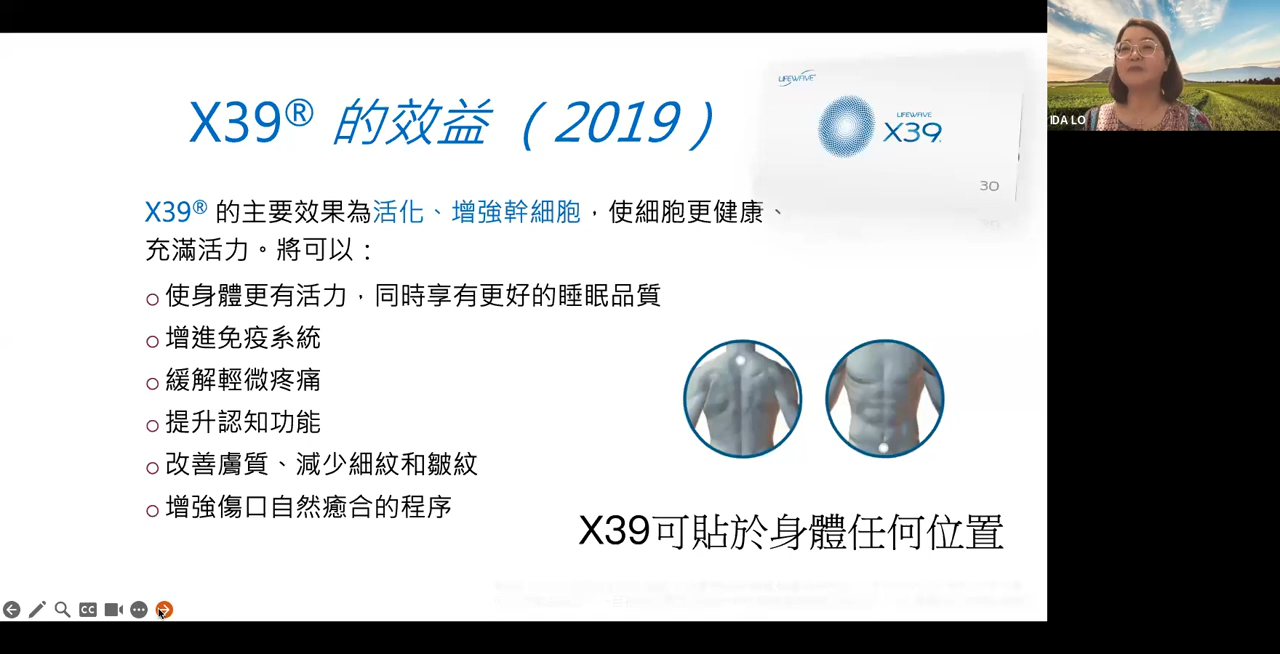 X39® 的效益（2019）
LIFEWAVE
LIFEWAVE
X39
30
X39® 的主要效果為活化、增強幹細胞，使細胞更健康、
充滿活力。將可以：
使身體更有活力，同時享有更好的睡眠品質
增進免疫系統
緩解輕微疼痛
提升認知功能
改善膚質、減少細紋和皺紋
增強傷口自然癒合的程序
X39可貼於身體任何位置
CC
IDA LO